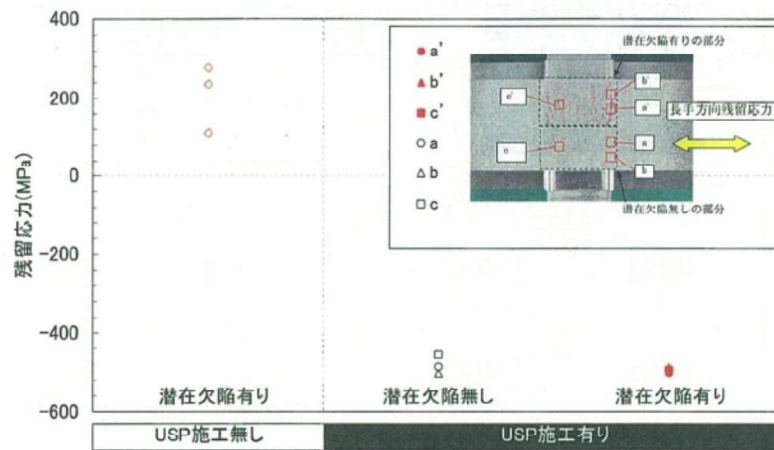 400
200
0
-200
-400
-600
残留応力(MPa)
a'
b'
c'
a
b
c
潜在欠陥有りの部分
c'
b'
a'
長手方向残留応力
a
b
潜在欠陥無しの部分
潜在欠陥有り
潜在欠陥無し
潜在欠陥有り
USP施工無し
USP施工有り